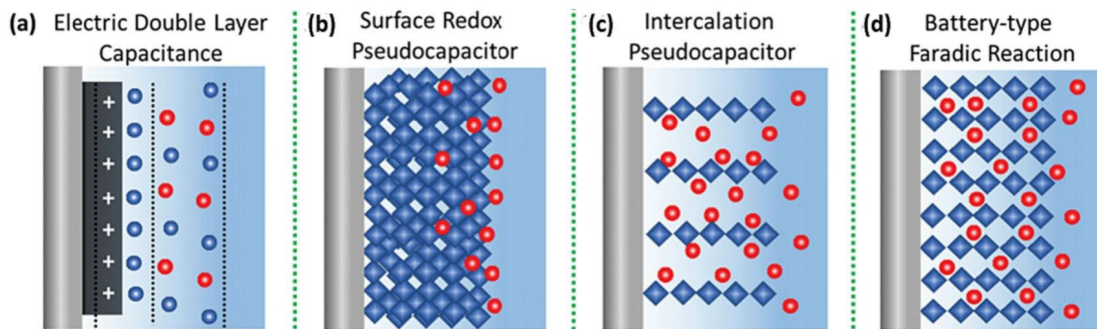 (a) Electric Double Layer
Capacitance
+
+
+
+
+
+
+
(b) Surface Redox
Pseudocapacitor
(c) Intercalation
Pseudocapacitor
(d) Battery-type
Faradic Reaction